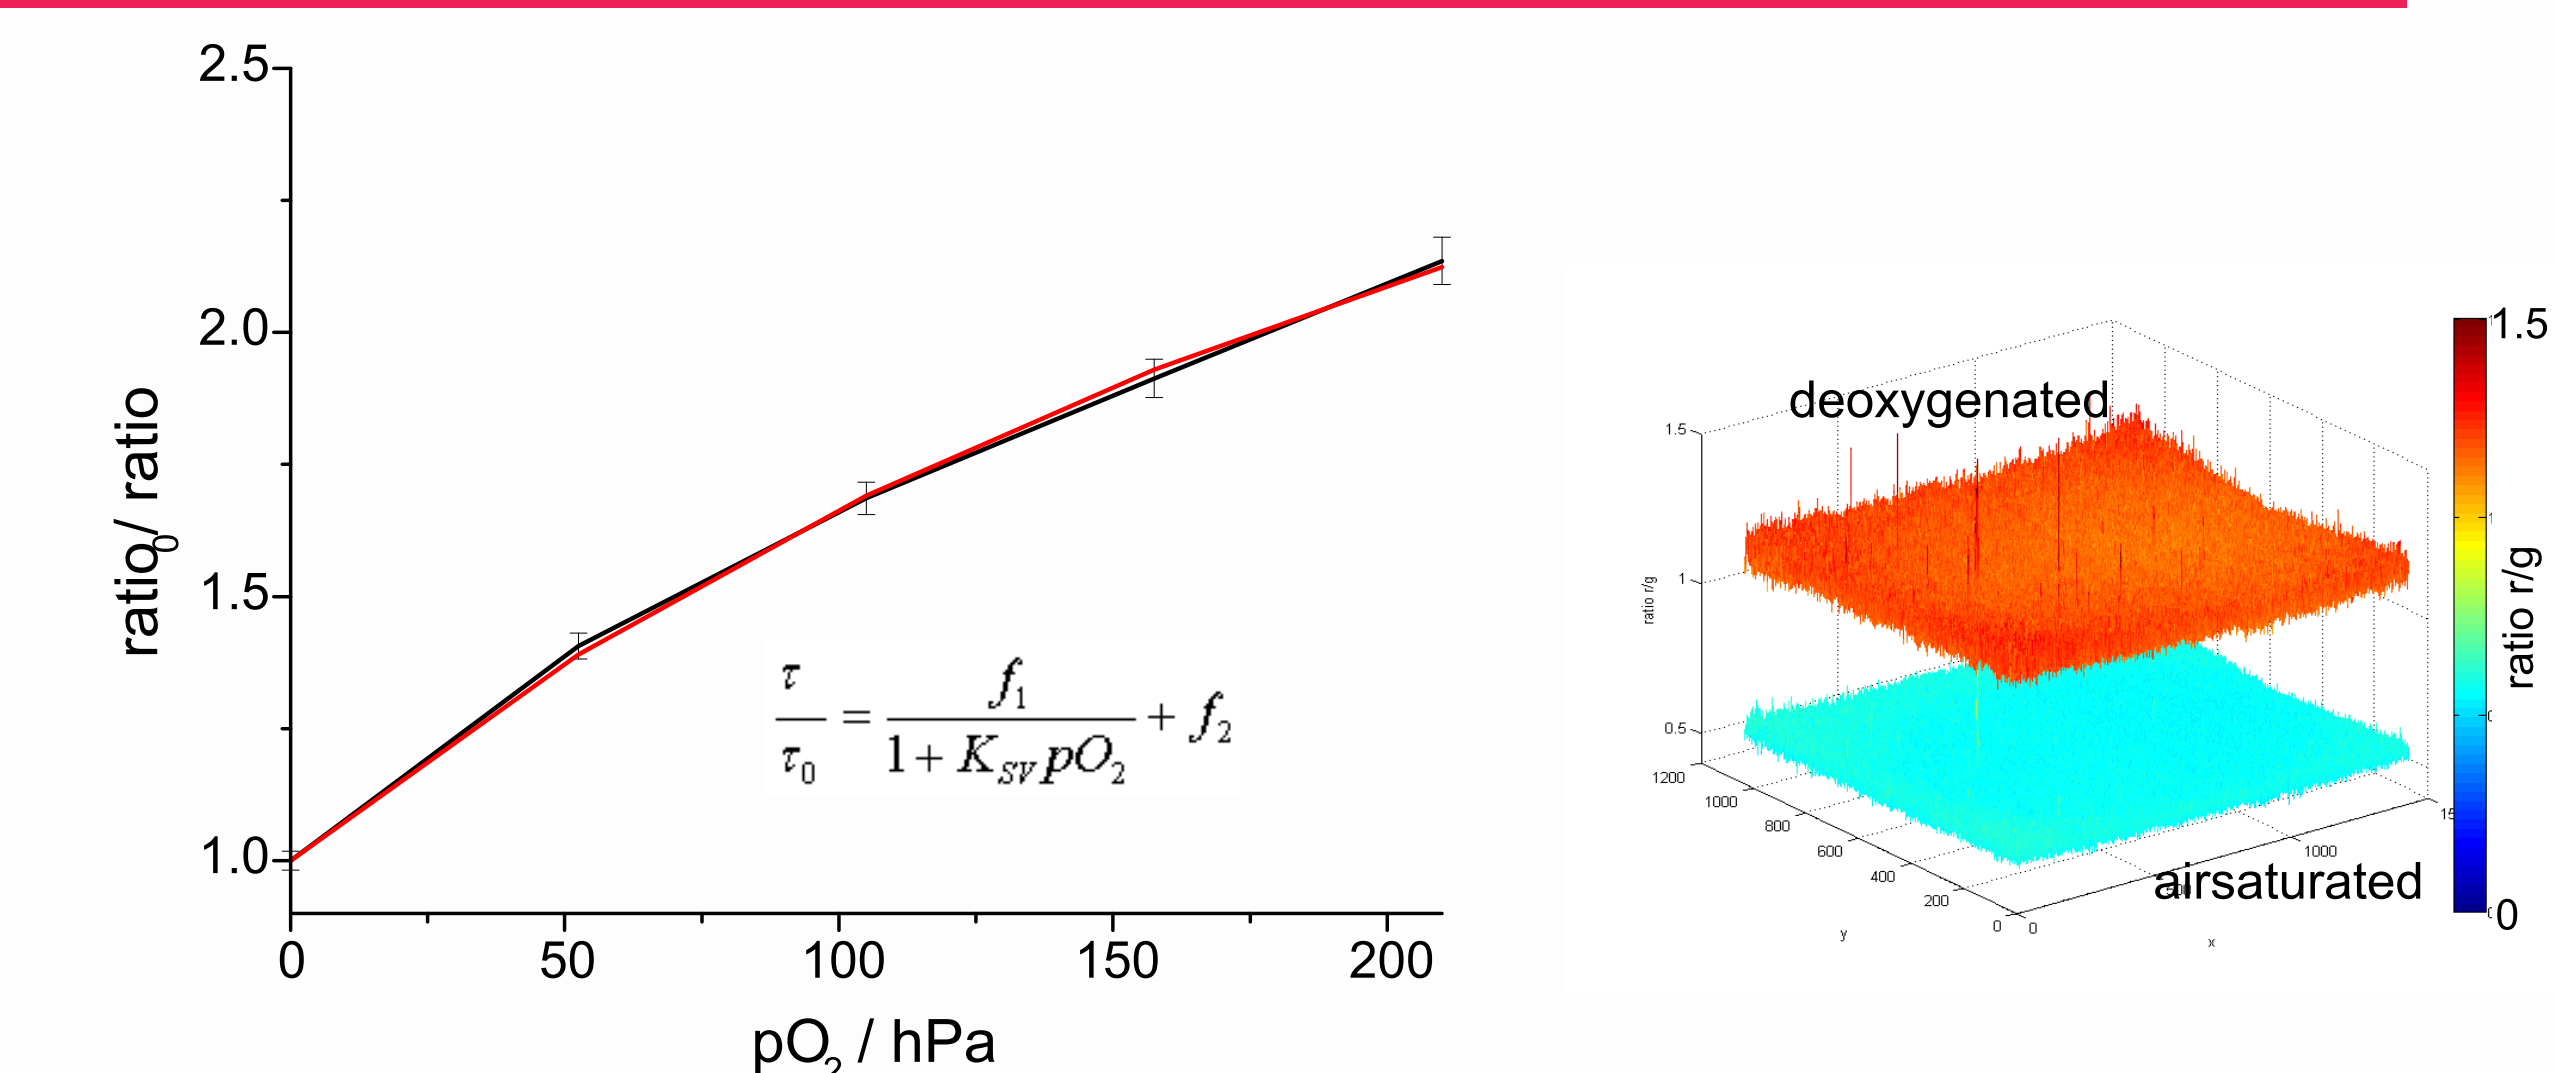 2.5
2.0
1.5
1.0
ratio0/ ratio
0
50
100
150
200
pO2 / hPa
τ/τ0 = f1/(1+ KSV pO2) + f2
deoxygenated
airsaturated
1.5
1
0.5
ratio r/g
1200
1000
800
600
400
200
0
y
0
1000
x
1.5
1
0
ratio r/g